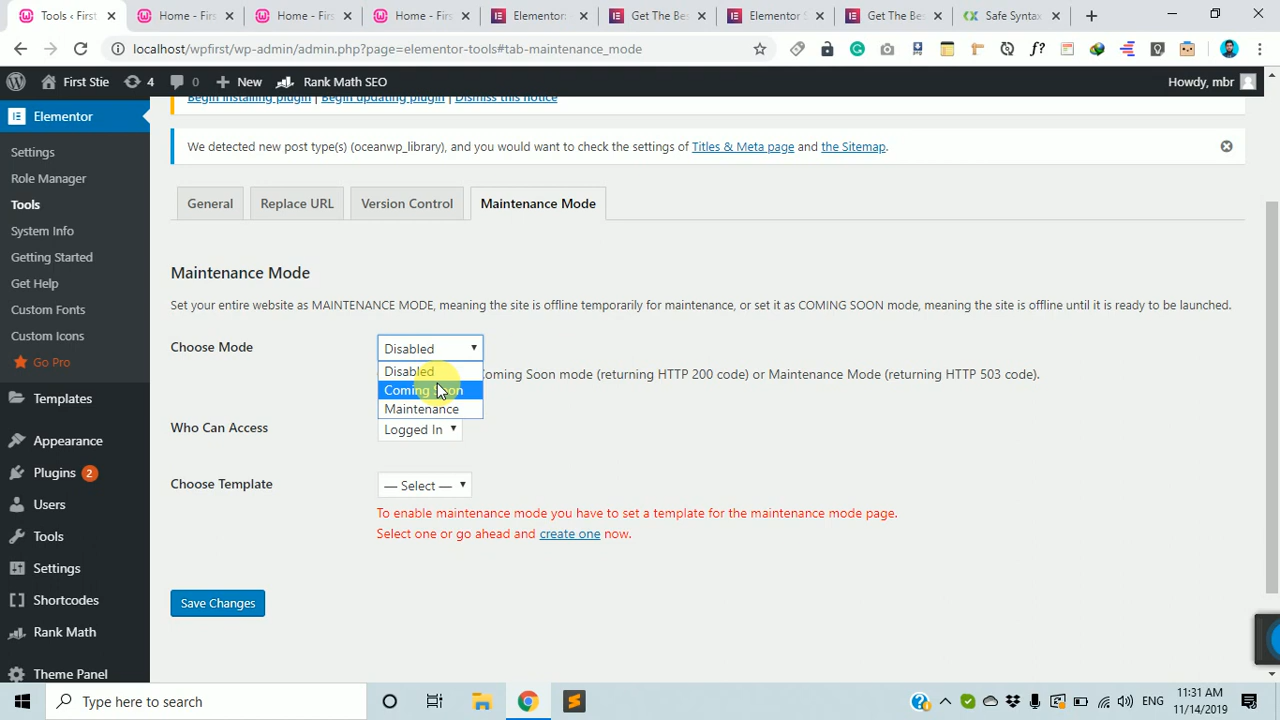 Tools ‹ First
Home -
Home -
Home -
Elementor:
Get The Be
Elementor S
Get The Be
Safe Syntax
localhost/wpfirst/wp-admin/admin.php?page=elementor-tools#tab-maintenance_mode
First Stie
4
0
New
Rank Math SEO
Howdy, mbr
Elementor
Settings
Role Manager
Tools
System Info
Getting Started
Get Help
Custom Fonts
Custom Icons
Go Pro
Templates
Appearance
Plugins 2
Users
Tools
Settings
Shortcodes
Rank Math
Theme Panel
Begin installing plugin | Begin updating plugin | Dismiss this notice
We detected new post type(s) (oceanwp_library), and you would want to check the settings of Titles & Meta page and the Sitemap.
General
Replace URL
Version Control
Maintenance Mode
Maintenance Mode
Set your entire website as MAINTENANCE MODE, meaning the site is offline temporarily for maintenance, or set it as COMING SOON mode, meaning the site is offline until it is ready to be launched.
Choose Mode
Disabled
Disabled
Coming Soon
Maintenance
Coming Soon mode (returning HTTP 200 code) or Maintenance Mode (returning HTTP 503 code).
Who Can Access
Logged In
Choose Template
— Select —
To enable maintenance mode you have to set a template for the maintenance mode page.
Select one or go ahead and create one now.
Save Changes
Type here to search
ENG
11:31 AM
11/14/2019